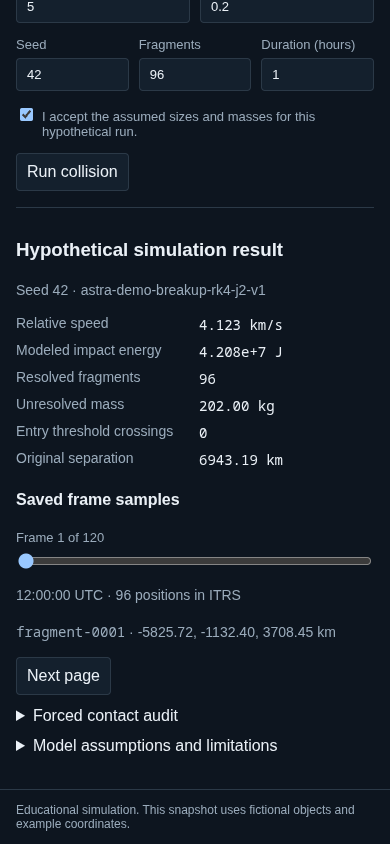 5
0.2
Seed
Fragments
Duration (hours)
42
96
1
I accept the assumed sizes and masses for this
hypothetical run.
Run collision
Hypothetical simulation result
Seed 42 · astra-demo-breakup-rk4-j2-v1
Relative speed 4.123 km/s
Modeled impact energy 4.208e+7 J
Resolved fragments 96
Unresolved mass 202.00 kg
Entry threshold crossings 0
Original separation 6943.19 km
Saved frame samples
Frame 1 of 120
12:00:00 UTC · 96 positions in ITRS
fragment-0001 · -5825.72, -1132.40, 3708.45 km
Next page
Forced contact audit
Model assumptions and limitations
Educational simulation. This snapshot uses fictional objects and
example coordinates.